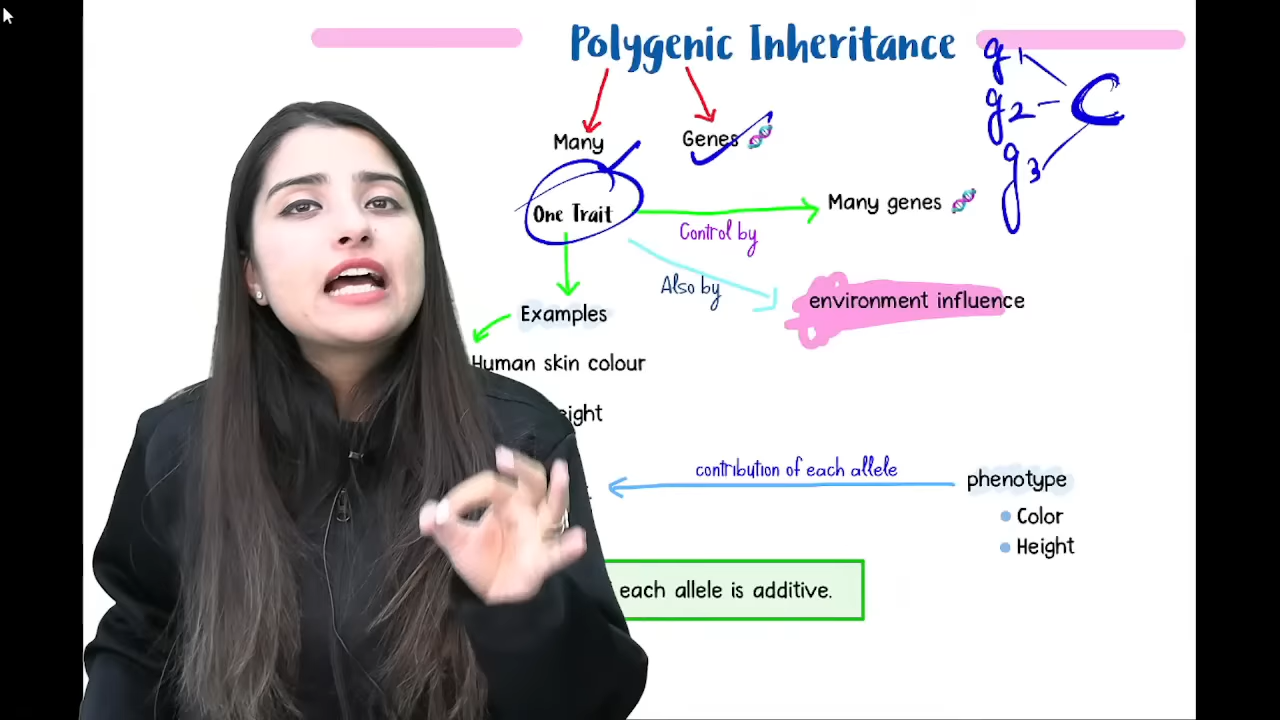 Polygenic Inheritance
Many
Genes
One Trait
Control by
Many genes
Also by
environment influence
Examples
Human skin colour
contribution of each allele
phenotype
Color
Height
each allele is additive.
g1
g2
g3
C